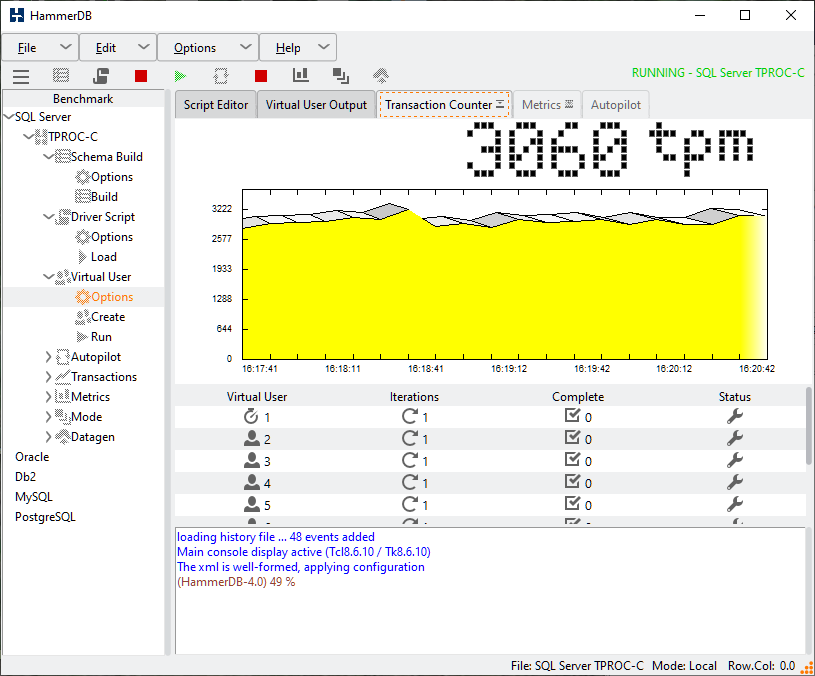 HammerDB
File Edit Options Help
RUNNING - SQL Server TPROC-C
Benchmark
SQL Server
TPROC-C
Schema Build
Options
Build
Driver Script
Options
Load
Virtual User
Options
Create
Run
Autopilot
Transactions
Metrics
Mode
Datagen
Oracle
Db2
MySQL
PostgreSQL
Script Editor Virtual User Output Transaction Counter Metrics Autopilot
3060 tpm
3222
2577
1933
1288
644
0
16:17:41 16:18:11 16:18:41 16:19:12 16:19:42 16:20:12 16:20:42
Virtual User Iterations Complete Status
1 1 0
2 1 0
3 1 0
4 1 0
5 1 0
loading history file ... 48 events added
Main console display active (Tcl8.6.10 / Tk8.6.10)
The xml is well-formed, applying configuration
(HammerDB-4.0) 49 %
File: SQL Server TPROC-C Mode: Local Row.Col: 0.0